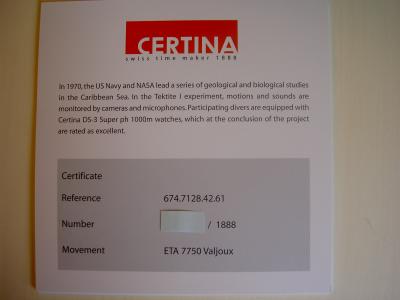 CERTINA
swiss time maker 1888
In 1970, the US Navy and NASA lead a series of geological and biological studies
in the Caribbean Sea. In the Tektite I experiment, motions and sounds are
monitored by cameras and microphones. Participating divers are equipped with
Certina DS-3 Super ph 1000m watches, which at the conclusion of the project
are rated as excellent.
Certificate
Reference 674.7128.42.61
Number / 1888
Movement ETA 7750 Valjoux